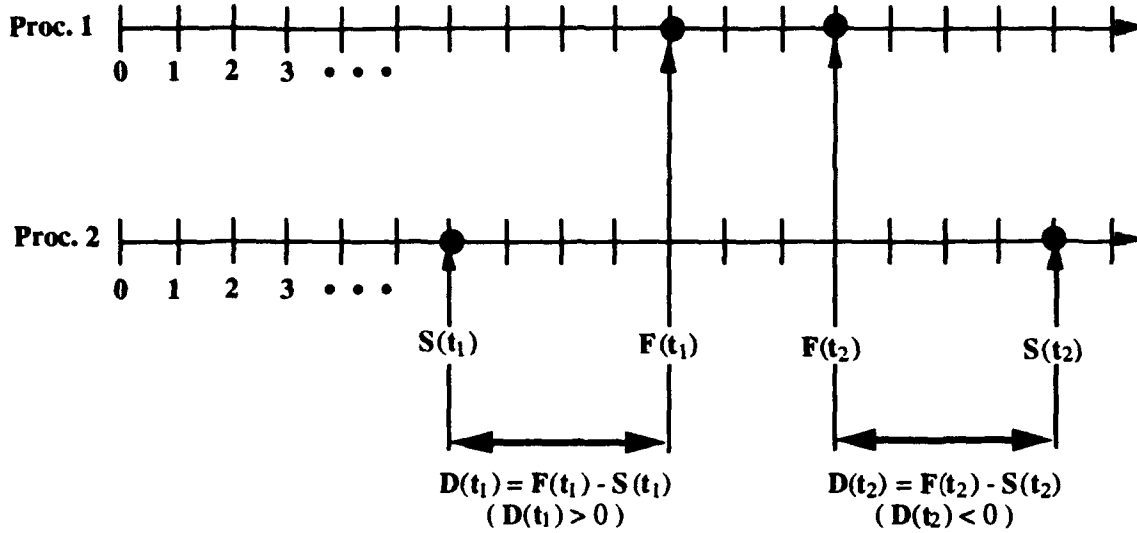 Proc. 1
0 1 2 3 • • •
Proc. 2
0 1 2 3 • • •
S(t₁) F(t₁) F(t₂) S(t₂)
D(t₁) = F(t₁) - S(t₁) D(t₂) = F(t₂) - S(t₂)
( D(t₁) > 0 ) ( D(t₂) < 0 )